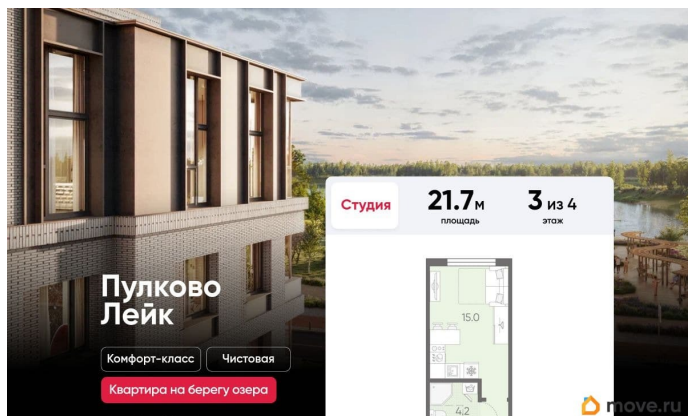 Студия
21.7м
площадь
3 из 4
этаж
15.0
4.2
Пулково
Лейк
Комфорт-класс
Чистовая
Квартира на берегу озера
move.ru